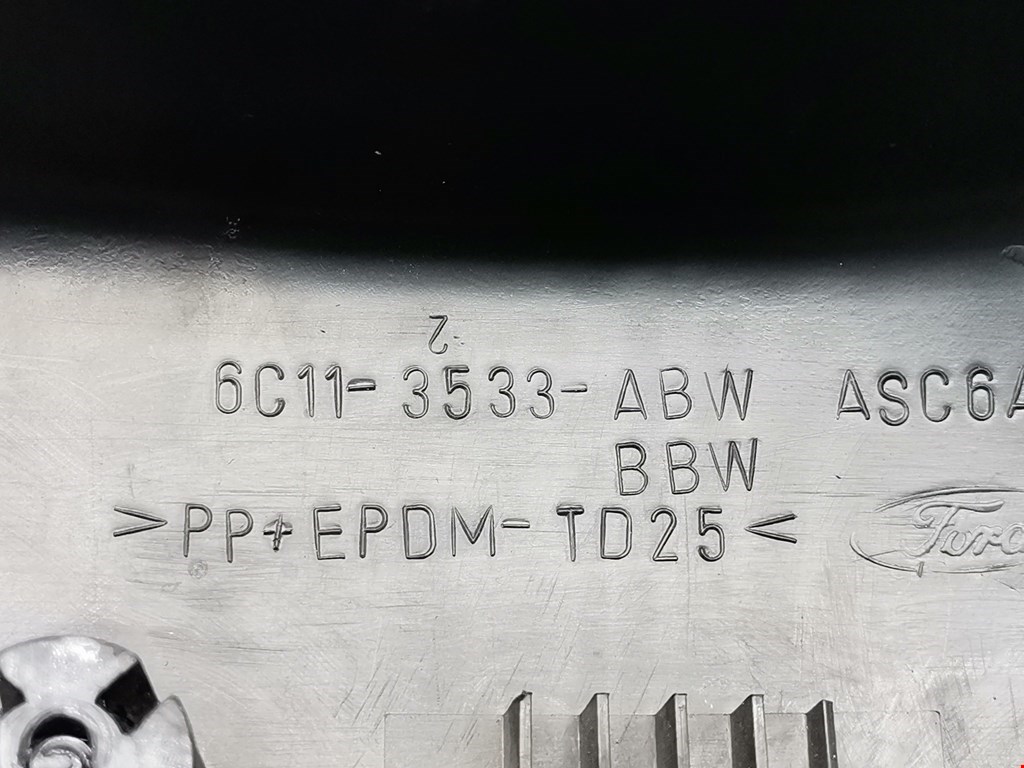 2
6C11-3533-ABW ASC6A
BBW
>PP+EPDM-TD25<
Ford